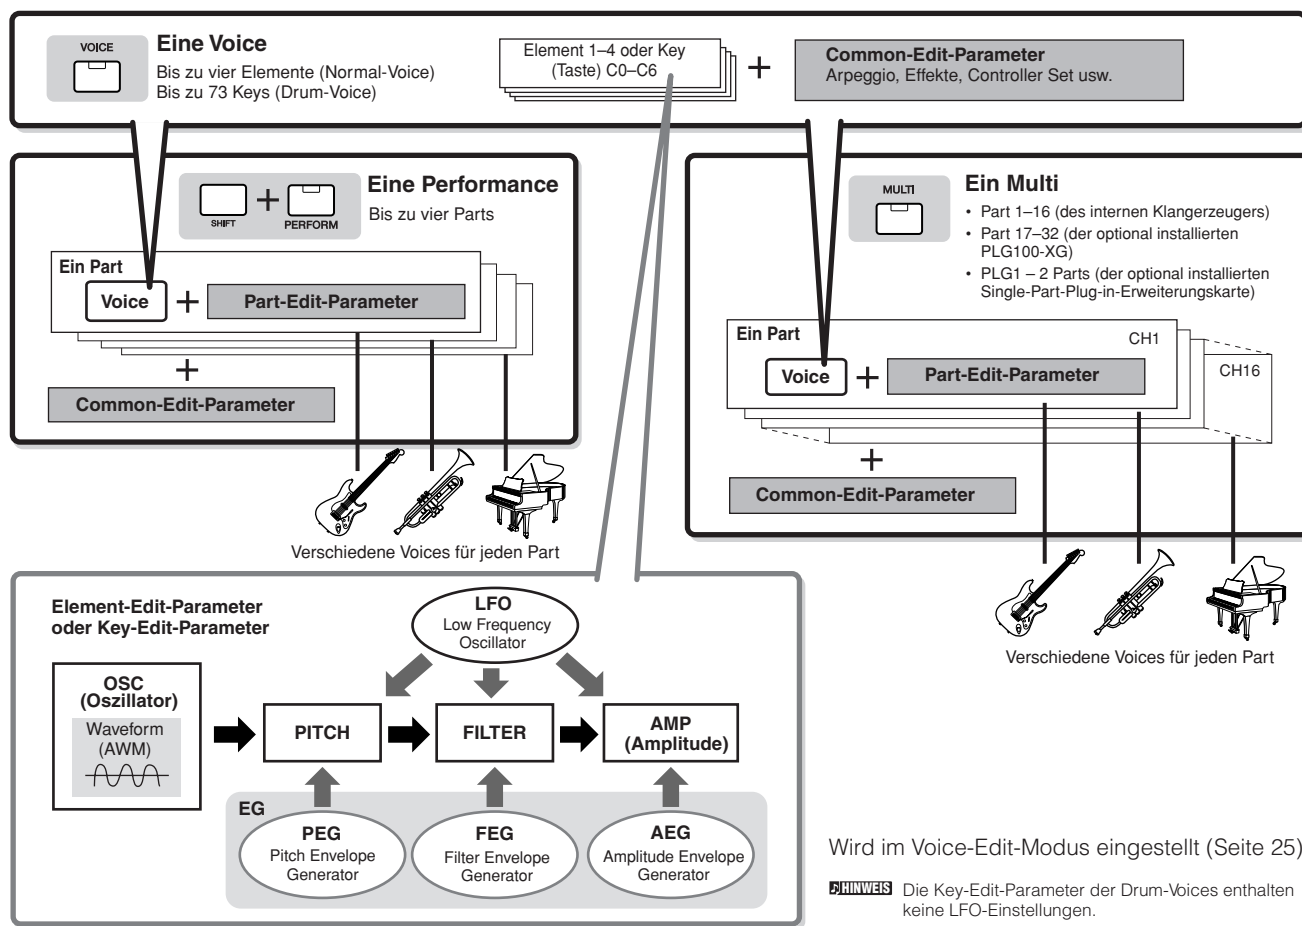 VOICE
Eine Voice
Bis zu vier Elemente (Normal-Voice)
Bis zu 73 Keys (Drum-Voice)
Element 1–4 oder Key
(Taste) C0–C6
+
Common-Edit-Parameter
Arpeggio, Effekte, Controller Set usw.
SHIFT
+
PERFORM
Eine Performance
Bis zu vier Parts
Ein Part
Voice + Part-Edit-Parameter
+
Common-Edit-Parameter
Verschiedene Voices für jeden Part
MULTI
Ein Multi
• Part 1–16 (des internen Klangerzeugers)
• Part 17–32 (der optional installierten
PLG100-XG)
• PLG1 – 2 Parts (der optional installierten
Single-Part-Plug-in-Erweiterungskarte)
Ein Part
CH1
CH16
Voice + Part-Edit-Parameter
+
Common-Edit-Parameter
Verschiedene Voices für jeden Part
Element-Edit-Parameter
oder Key-Edit-Parameter
LFO
Low Frequency
Oscillator
OSC
(Oszillator)
Waveform
(AWM)
PITCH
FILTER
AMP
(Amplitude)
EG
PEG
Pitch Envelope
Generator
FEG
Filter Envelope
Generator
AEG
Amplitude Envelope
Generator
Wird im Voice-Edit-Modus eingestellt (Seite 25)
HINWEIS Die Key-Edit-Parameter der Drum-Voices enthalten
keine LFO-Einstellungen.